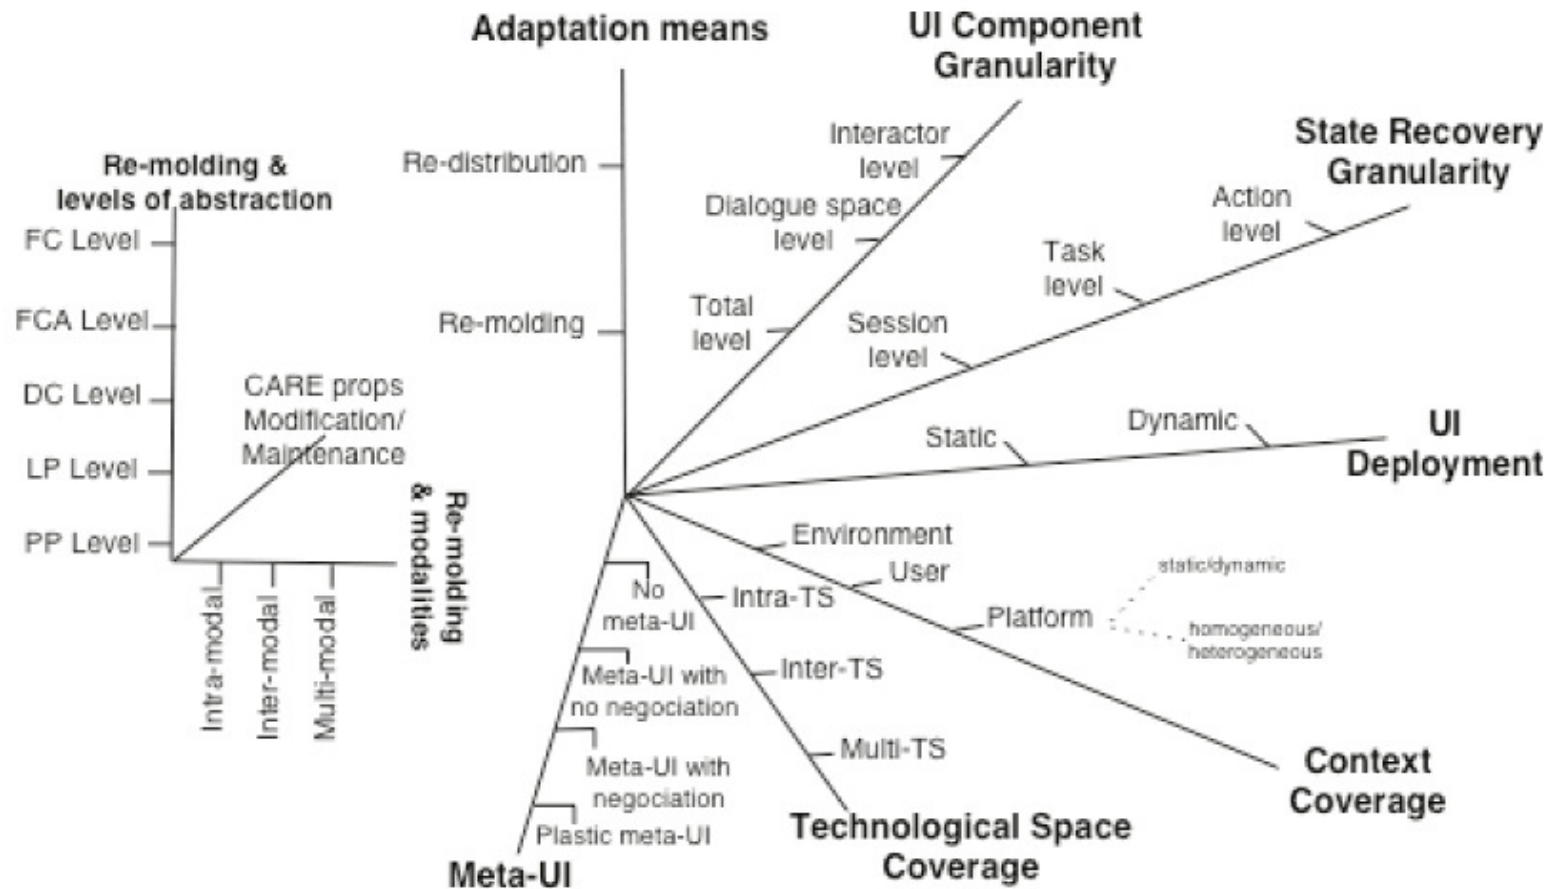 Adaptation means
UI Component
Granularity
State Recovery
Granularity
Re-molding &
levels of abstraction
FC Level
FCA Level
DC Level
LP Level
PP Level
CARE props
Modification/
Maintenance
Re-molding
& modalities
Intra-modal
Inter-modal
Multi-modal
Re-distribution
Re-molding
Interactor
level
Dialogue space
level
Total
level
Action
level
Task
level
Session
level
Static
Dynamic
UI
Deployment
Environment
User
Platform
static/dynamic
homogeneous/
heterogeneous
Context
Coverage
Intra-TS
Inter-TS
Multi-TS
Technological Space
Coverage
No
meta-UI
Meta-UI with
no negociation
Meta-UI with
negociation
Plastic meta-UI
Meta-UI